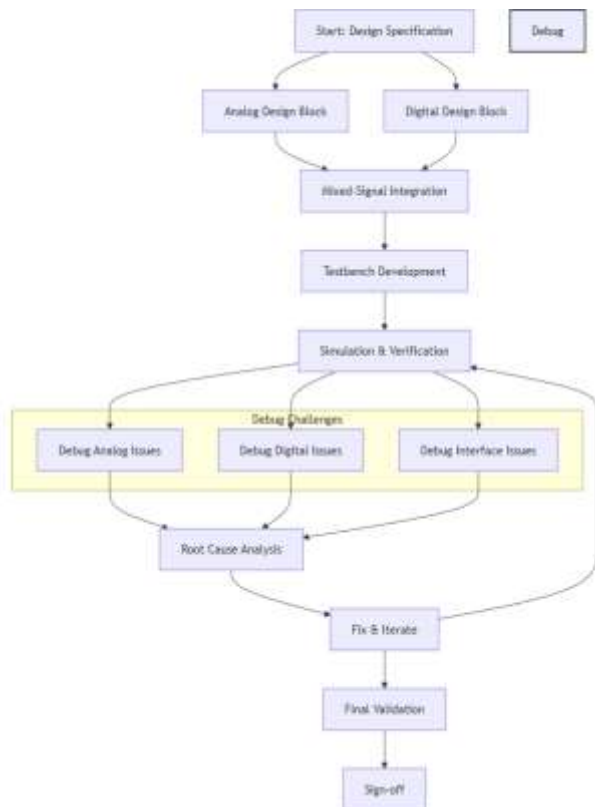 Start: Design Specification
Debug
Analog Design Block
Digital Design Block
Mixed-Signal Integration
Testbench Development
Simulation & Verification
Debug Challenges
Debug Analog Issues
Debug Digital Issues
Debug Interface Issues
Root Cause Analysis
Fix & Iterate
Final Validation
Sign-off